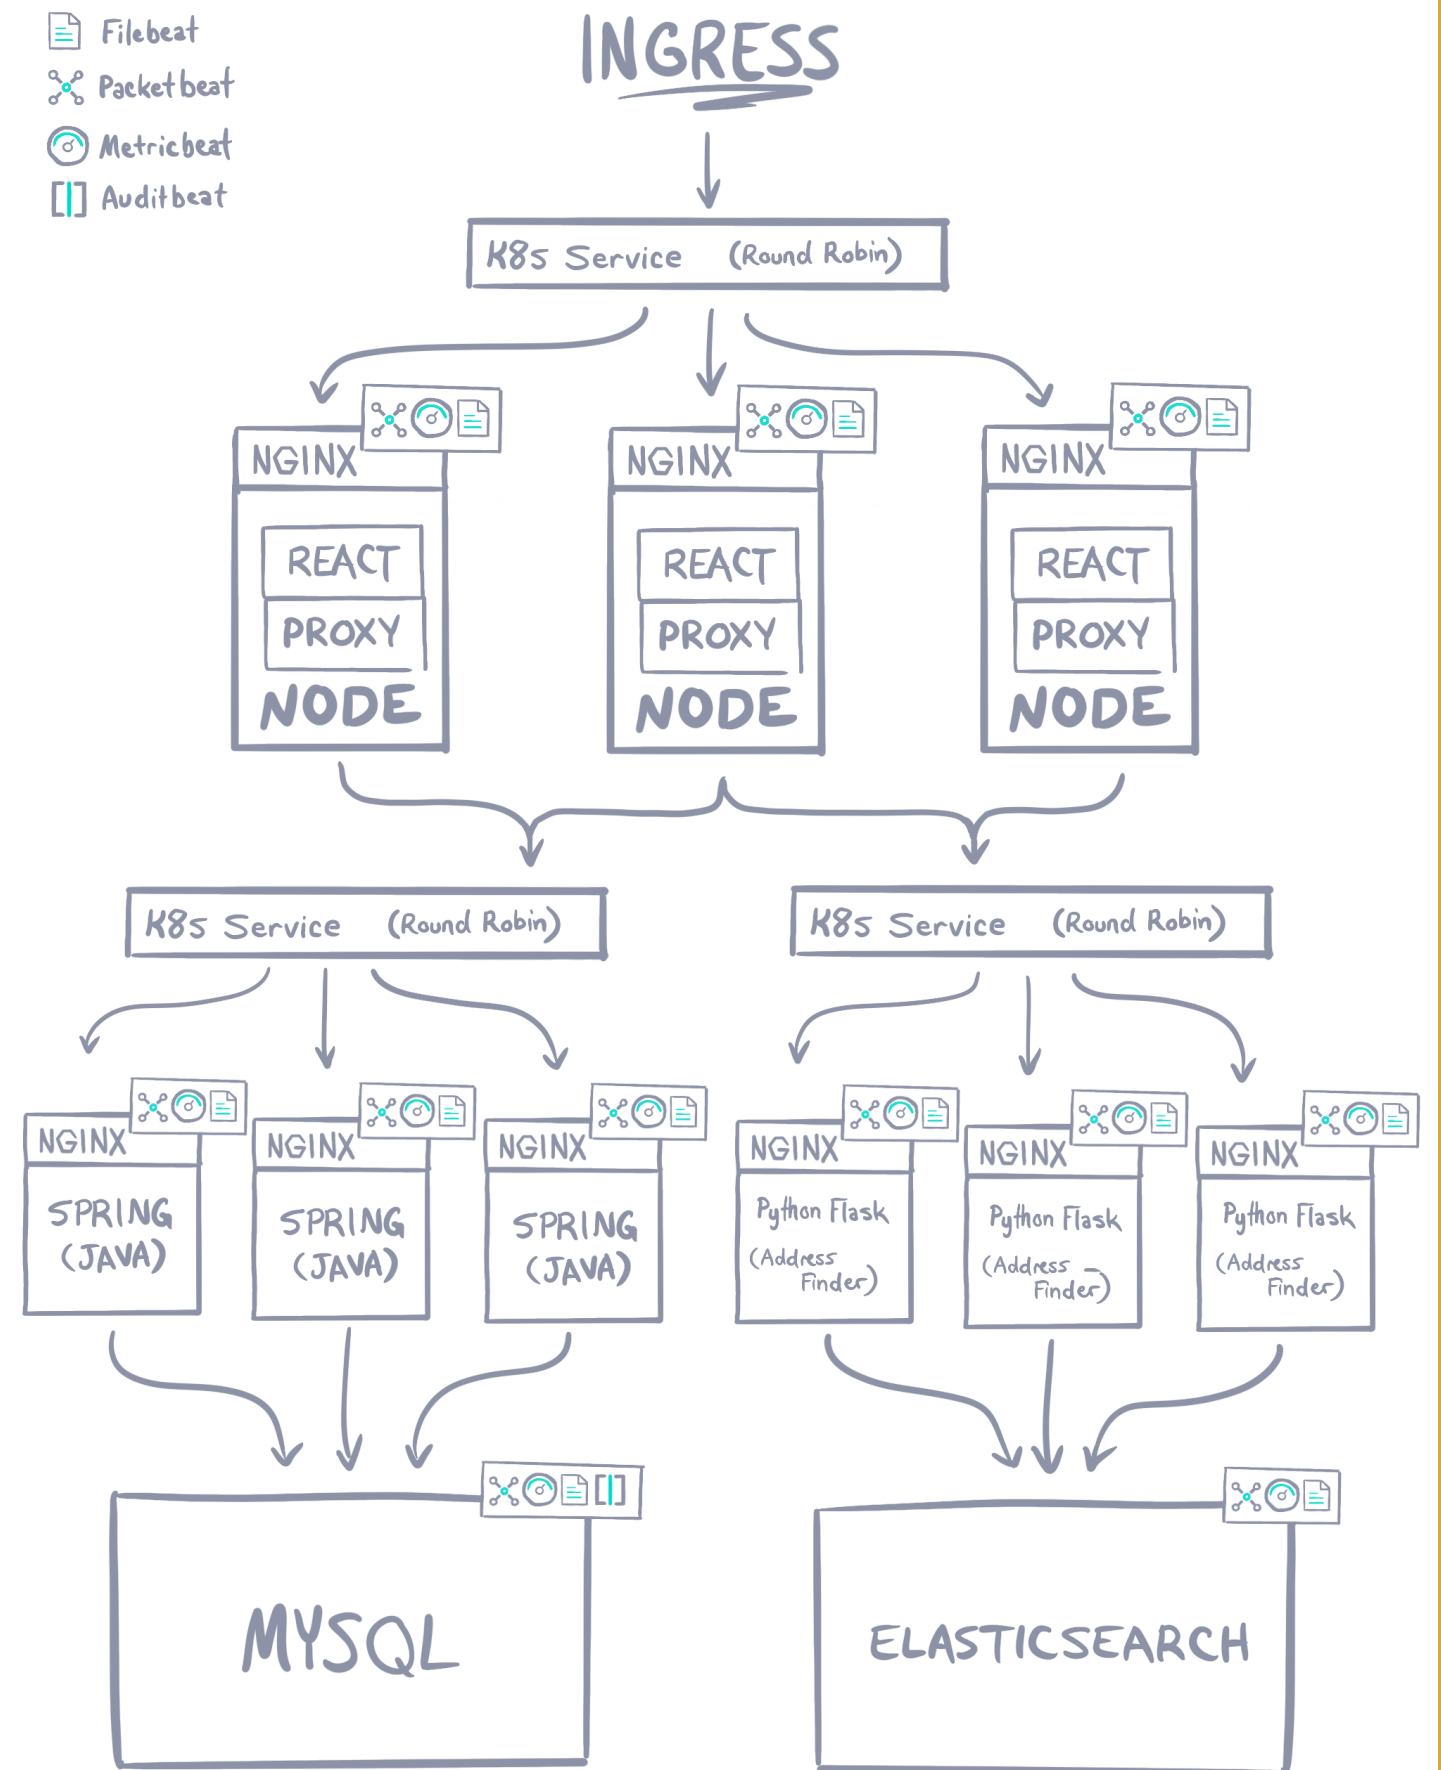 Filebeat
Packetbeat
Metricbeat
Auditbeat
INGRESS
K8s Service (Round Robin)
NGINX
REACT
PROXY
NODE
NGINX
REACT
PROXY
NODE
NGINX
REACT
PROXY
NODE
K8s Service (Round Robin)
K8s Service (Round Robin)
NGINX
SPRING
(JAVA)
NGINX
SPRING
(JAVA)
NGINX
SPRING
(JAVA)
NGINX
Python Flask
(Address
Finder)
NGINX
Python Flask
(Address
Finder)
NGINX
Python Flask
(Address
Finder)
MYSQL
ELASTICSEARCH